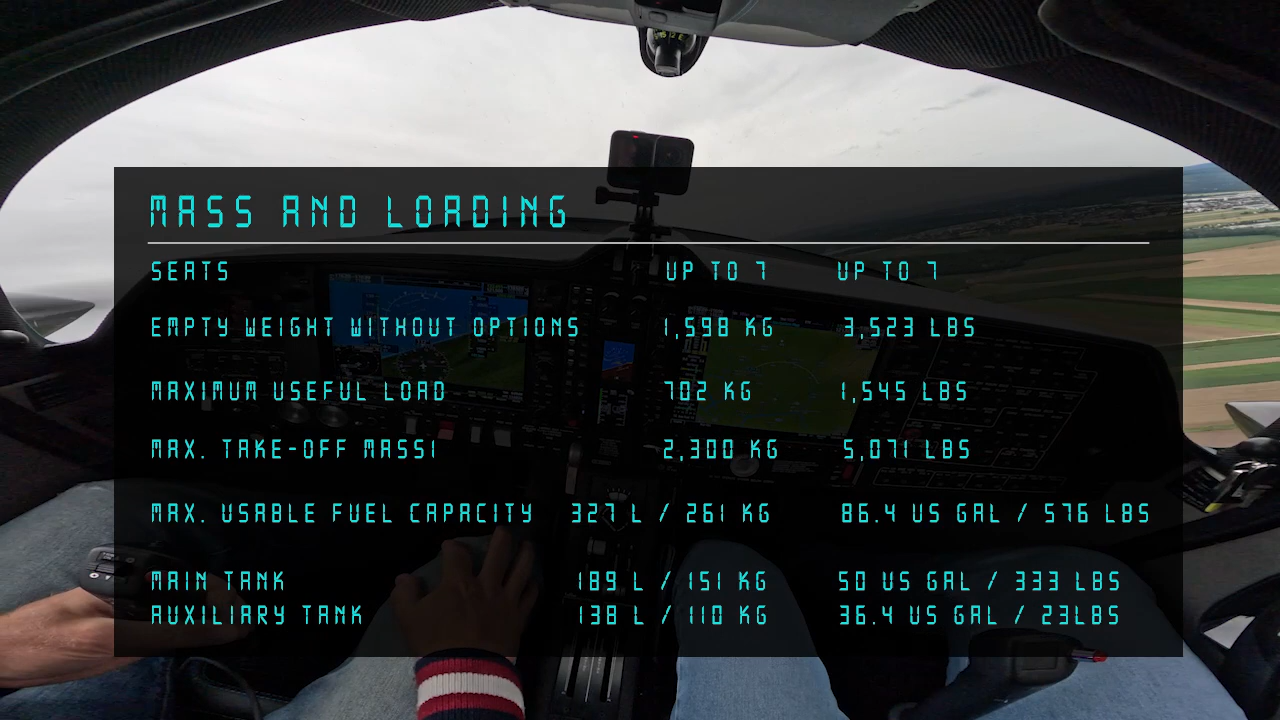 MASS AND LOADING
SEATS UP TO 7 UP TO 7
EMPTY WEIGHT WITHOUT OPTIONS 1,598 KG 3,523 LBS
MAXIMUM USEFUL LOAD 702 KG 1,545 LBS
MAX. TAKE-OFF MASS1 2,300 KG 5,071 LBS
MAX. USABLE FUEL CAPACITY 327 L / 261 KG 86.4 US GAL / 576 LBS
MAIN TANK 189 L / 151 KG 50 US GAL / 333 LBS
AUXILIARY TANK 138 L / 110 KG 36.4 US GAL / 23LBS